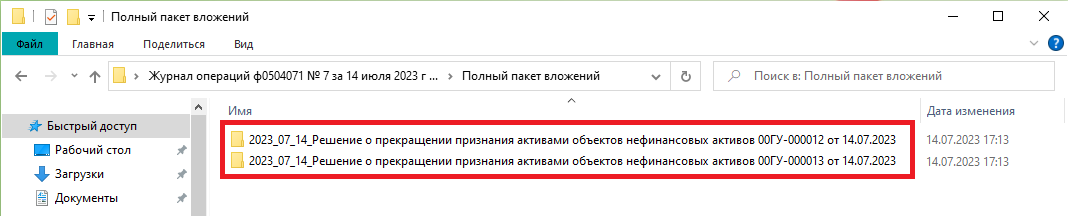 Полный пакет вложений
Файл Главная Поделиться Вид
Журнал операций ф0504071 № 7 за 14 июля 2023 г ... Полный пакет вложений Поиск в: Полный пакет вложений
Имя Дата изменения
Быстрый доступ 2023_07_14_Решение о прекращении признания активами объектов нефинансовых активов 00ГУ-000012 от 14.07.2023 14.07.2023 17:13
Рабочий стол 2023_07_14_Решение о прекращении признания активами объектов нефинансовых активов 00ГУ-000013 от 14.07.2023 14.07.2023 17:13
Загрузки
Документы